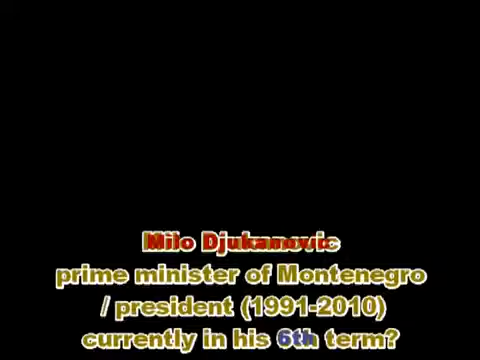 Milo Djukanovic
prime minister of Montenegro
/ president (1991-2010)
currently in his 6th term?